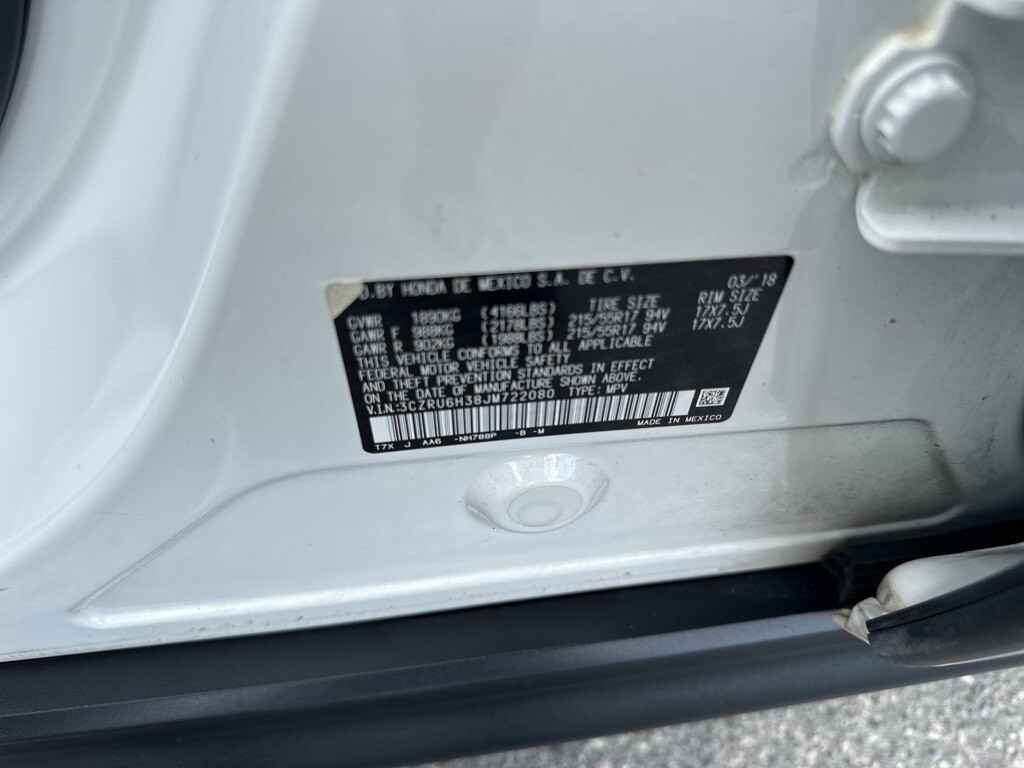 D.BY HONDA DE MEXICO S.A. DE C.V. 03/'18
GVWR 1890KG (4166LBS) TIRE SIZE RIM SIZE
GAWR F 988KG (2178LBS) 215/55R17 94V 17X7.5J
GAWR R 902KG (1988LBS) 215/55R17 94V 17X7.5J
THIS VEHICLE CONFORMS TO ALL APPLICABLE
FEDERAL MOTOR VEHICLE SAFETY
AND THEFT PREVENTION STANDARDS IN EFFECT
ON THE DATE OF MANUFACTURE SHOWN ABOVE.
V.I.N:3CZRU6H38JM722080 TYPE: MPV
MADE IN MEXICO
T7X J AA6 -NH788P -B -M